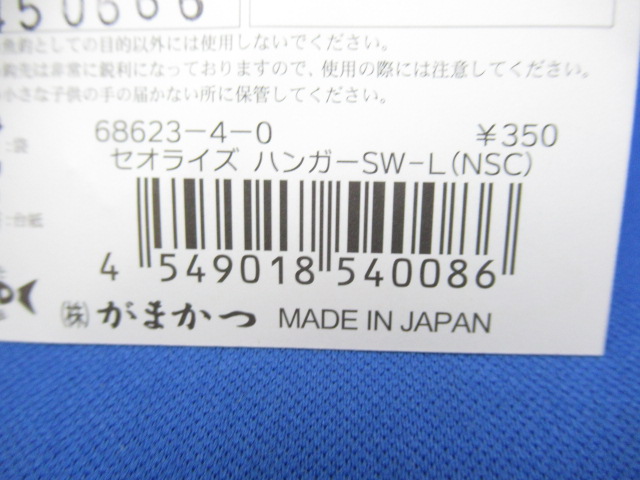 450666
魚釣としての目的以外には使用しないでください。
釣先は非常に鋭利になっておりますので、使用の際には注意してください。
小さな子供の手の届かない所に保管してください。
68623-4-0 ￥350
セオライズ ハンガーSW-L(NSC)
:袋
:台紙
4 549018 540086
㈱がまかつ MADE IN JAPAN